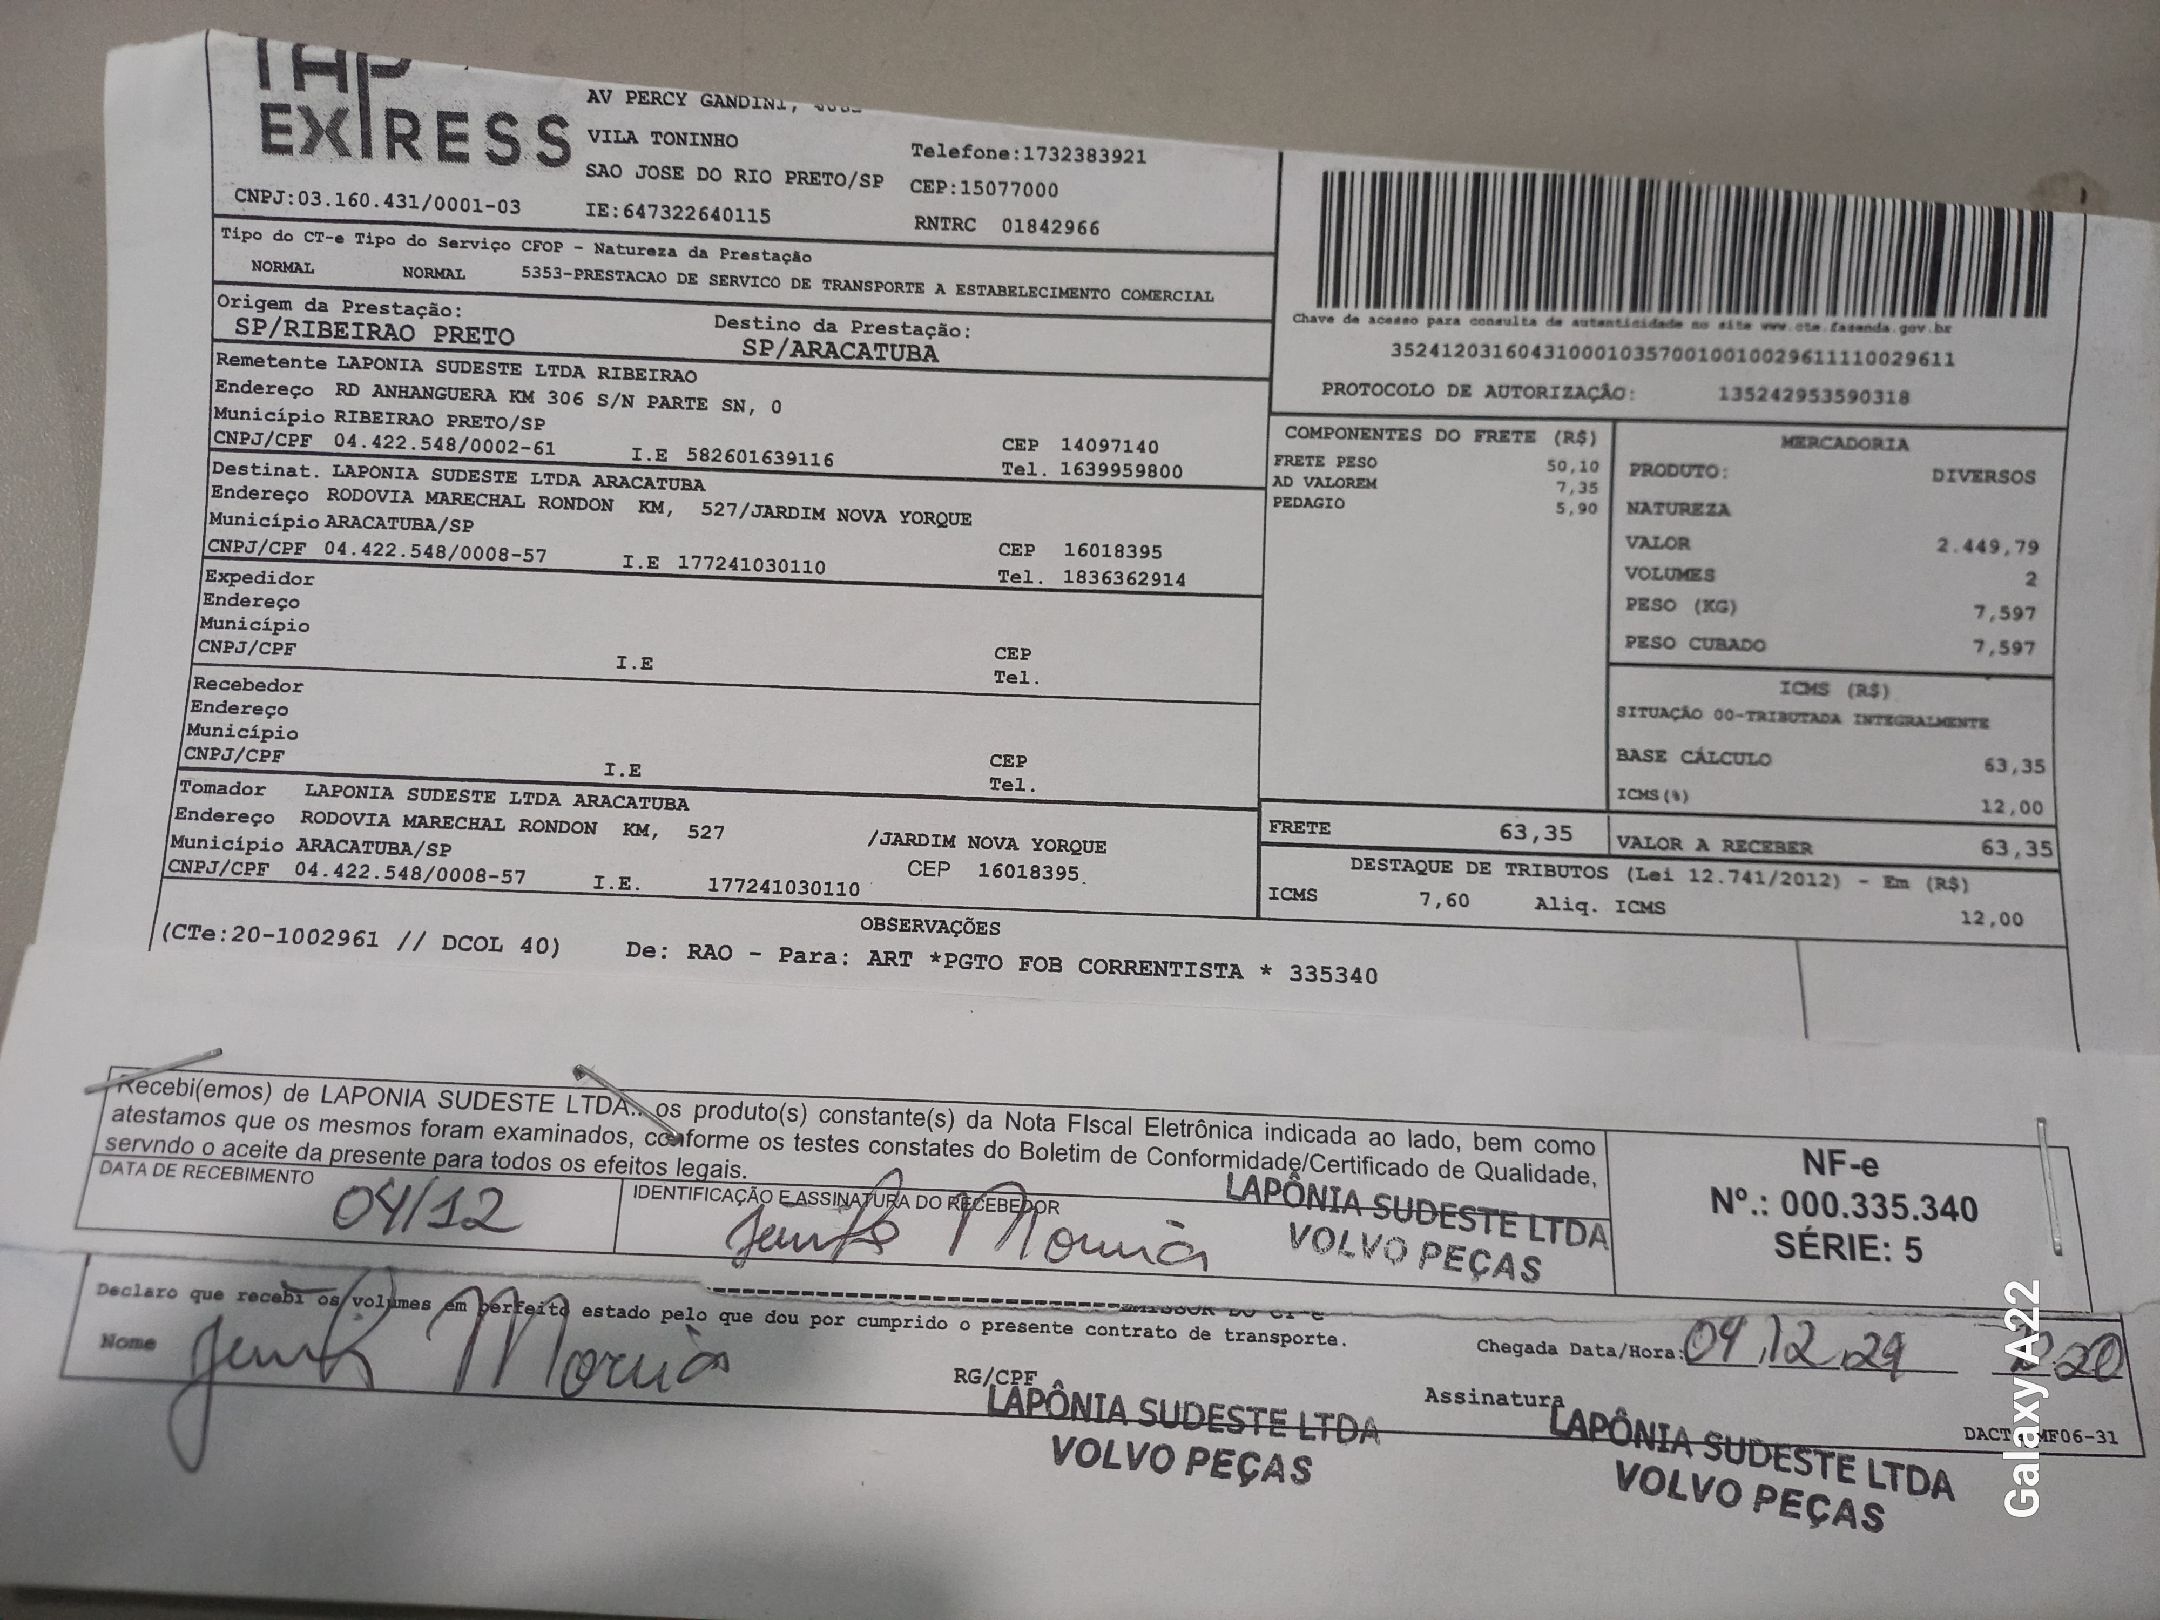 TAP
EXPRESS
AV PERCY GANDINI,
VILA TONINHO
SAO JOSE DO RIO PRETO/SP
Telefone:1732383921
CEP:15077000
CNPJ:03.160.431/0001-03
IE:647322640115
RNTRC 01842966
Tipo do CT-e Tipo do Serviço CFOP - Natureza da Prestação
NORMAL NORMAL 5353-PRESTACAO DE SERVICO DE TRANSPORTE A ESTABELECIMENTO COMERCIAL
Origem da Prestação:
SP/RIBEIRAO PRETO
Destino da Prestação:
SP/ARACATUBA
Remetente LAPONIA SUDESTE LTDA RIBEIRAO
Endereço RD ANHANGUERA KM 306 S/N PARTE SN, 0
Município RIBEIRAO PRETO/SP
CEP 14097140
CNPJ/CPF 04.422.548/0002-61 I.E 582601639116 Tel. 1639959800
Destinat. LAPONIA SUDESTE LTDA ARACATUBA
Endereço RODOVIA MARECHAL RONDON KM, 527/JARDIM NOVA YORQUE
Município ARACATUBA/SP
CEP 16018395
CNPJ/CPF 04.422.548/0008-57 I.E 177241030110 Tel. 1836362914
Expedidor
Endereço
Município
CEP
CNPJ/CPF I.E Tel.
Recebedor
Endereço
Município
CEP
CNPJ/CPF I.E Tel.
Tomador LAPONIA SUDESTE LTDA ARACATUBA
Endereço RODOVIA MARECHAL RONDON KM, 527 /JARDIM NOVA YORQUE
Município ARACATUBA/SP CEP 16018395
CNPJ/CPF 04.422.548/0008-57 I.E. 177241030110
Chave de acesso para consulta de autenticidade no site www.cte.fazenda.gov.br
35241203160431000103570010010029611110029611
PROTOCOLO DE AUTORIZAÇÃO: 135242953590318
COMPONENTES DO FRETE (R$)
FRETE PESO 50,10
AD VALOREM 7,35
PEDAGIO 5,90
MERCADORIA
PRODUTO: DIVERSOS
NATUREZA
VALOR 2.449,79
VOLUMES 2
PESO (KG) 7,597
PESO CUBADO 7,597
ICMS (R$)
SITUAÇÃO 00-TRIBUTADA INTEGRALMENTE
BASE CÁLCULO 63,35
ICMS(%) 12,00
FRETE 63,35
VALOR A RECEBER 63,35
DESTAQUE DE TRIBUTOS (Lei 12.741/2012) - Em (R$)
ICMS 7,60 Aliq. ICMS 12,00
OBSERVAÇÕES
(CTe:20-1002961 // DCOL 40) De: RAO - Para: ART *PGTO FOB CORRENTISTA * 335340
Recebi(emos) de LAPONIA SUDESTE LTDA.. os produto(s) constante(s) da Nota FIscal Eletrônica indicada ao lado, bem como
atestamos que os mesmos foram examinados, conforme os testes constates do Boletim de Conformidade/Certificado de Qualidade,
servndo o aceite da presente para todos os efeitos legais.
DATA DE RECEBIMENTO
04/12
IDENTIFICAÇÃO E ASSINATURA DO RECEBEDOR
LAPÔNIA SUDESTE LTDA
VOLVO PEÇAS
NF-e
Nº.: 000.335.340
SÉRIE: 5
EMISSOR DO CT-e
Declaro que recebi os volumes em perfeito estado pelo que dou por cumprido o presente contrato de transporte.
Nome
RG/CPF
Chegada Data/Hora: 04.12.24
Assinatura
LAPÔNIA SUDESTE LTDA
VOLVO PEÇAS
LAPÔNIA SUDESTE LTDA
VOLVO PEÇAS
MF06-31
Galaxy A22